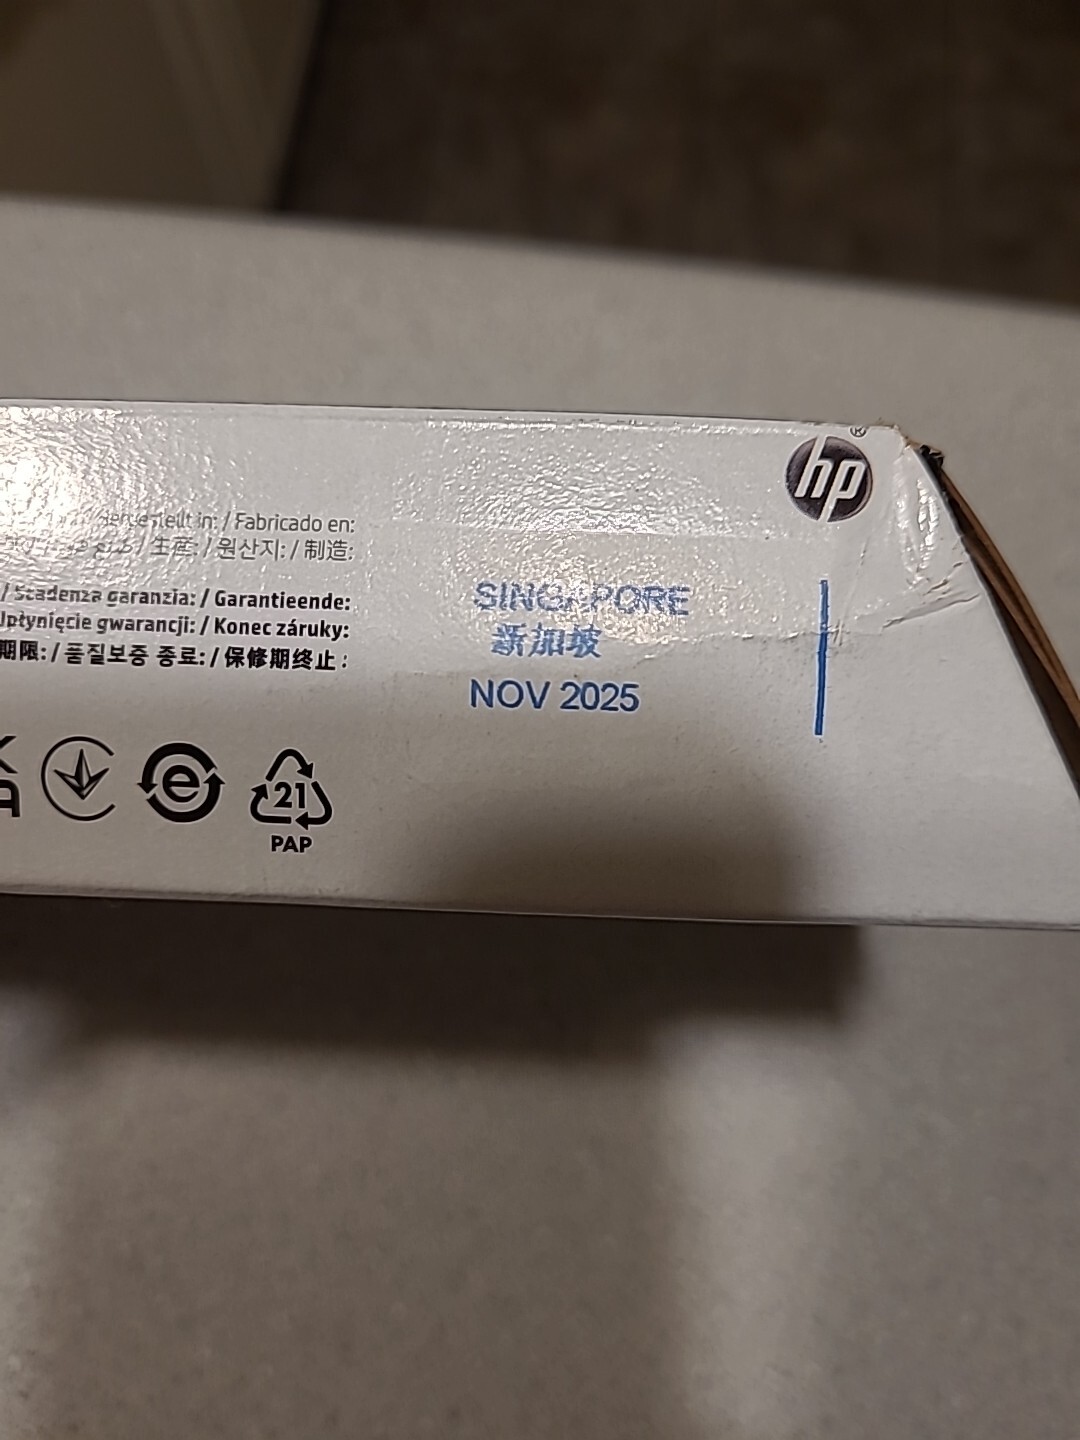 hp®
Hergestellt in: / Fabricado en:
/ 生産: / 원산지: / 制造:
/ Scadenza garanzia: / Garantieende:
gwarancji: / Konec záruky:
期限: / 품질보증 종료: / 保修期终止:
SINGAPORE
新加坡
NOV 2025
e
21
PAP